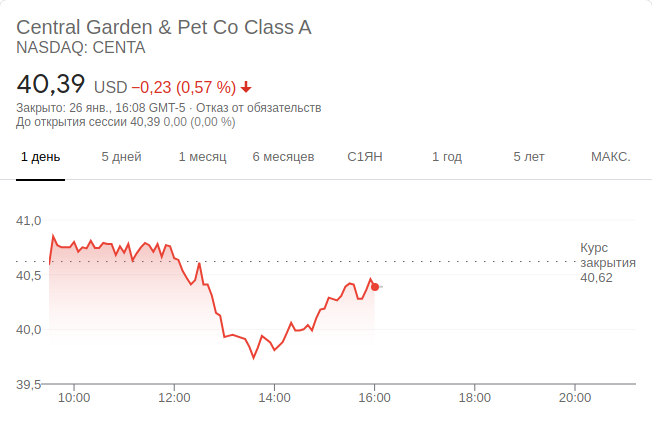 Central Garden & Pet Co Class A
NASDAQ: CENTA
40,39 USD −0,23 (0,57 %)
Закрыто: 26 янв., 16:08 GMT-5 · Отказ от обязательств
До открытия сессии 40,39 0,00 (0,00 %)
1 день 5 дней 1 месяц 6 месяцев С1ЯН 1 год 5 лет МАКС.
41,0
Курс
закрытия
40,62
40,5
40,0
39,5
10:00 12:00 14:00 16:00 18:00 20:00